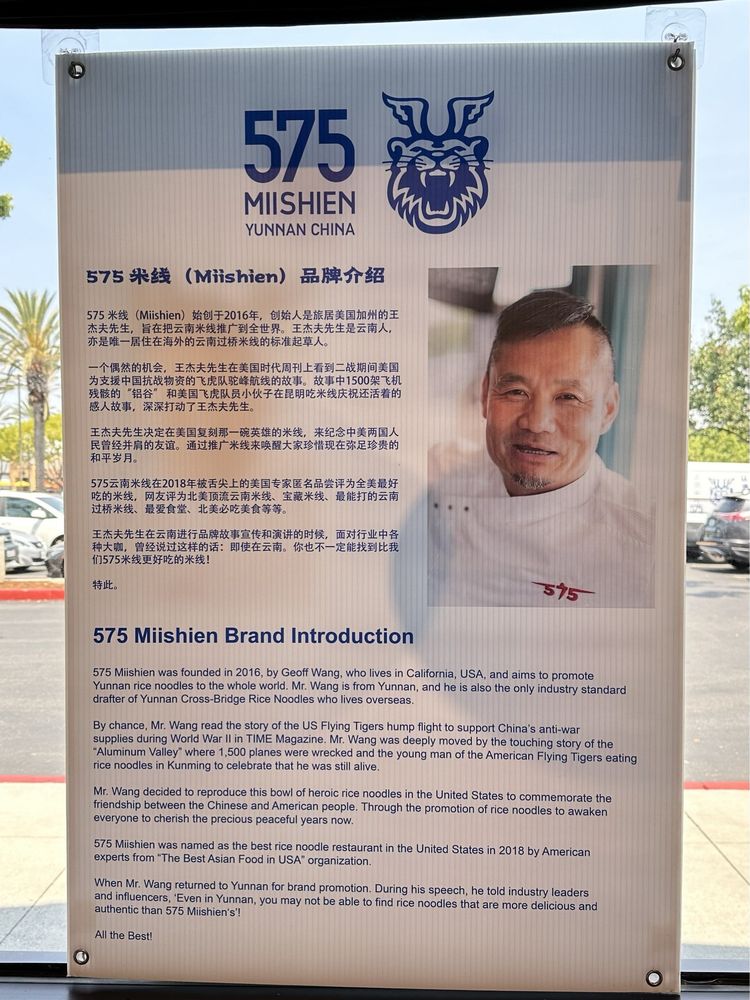 575
MIISHIEN
YUNNAN CHINA
575 米线（Miishien）品牌介绍
575 米线（Miishien）始创于2016年，创始人是旅居美国加州的王
杰夫先生，旨在把云南米线推广到全世界。王杰夫先生是云南人，
亦是唯一居住在海外的云南过桥米线的标准起草人。
一个偶然的机会，王杰夫先生在美国时代周刊上看到二战期间美国
为支援中国抗战物资的飞虎队驼峰航线的故事。故事中1500架飞机
残骸的“铝谷” 和美国飞虎队员小伙子在昆明吃米线庆祝还活着的
感人故事，深深打动了王杰夫先生。
王杰夫先生决定在美国复刻那一碗英雄的米线，来纪念中美两国人
民曾经并肩的友谊。通过推广米线来唤醒大家珍惜现在弥足珍贵的
和平岁月。
575云南米线在2018年被舌尖上的美国专家匿名品尝评为全美最好
吃的米线，网友评为北美顶流云南米线、宝藏米线、最能打的云南
过桥米线、最爱食堂、北美必吃美食等等。
王杰夫先生在云南进行品牌故事宣传和演讲的时候，面对行业中各
种大咖，曾经说过这样的话：即使在云南。你也不一定能找到比我
们575米线更好吃的米线！
特此。
575
575 Miishien Brand Introduction
575 Miishien was founded in 2016, by Geoff Wang, who lives in California, USA, and aims to promote
Yunnan rice noodles to the whole world. Mr. Wang is from Yunnan, and he is also the only industry standard
drafter of Yunnan Cross-Bridge Rice Noodles who lives overseas.
By chance, Mr. Wang read the story of the US Flying Tigers hump flight to support China's anti-war
supplies during World War II in TIME Magazine. Mr. Wang was deeply moved by the touching story of the
“Aluminum Valley” where 1,500 planes were wrecked and the young man of the American Flying Tigers eating
rice noodles in Kunming to celebrate that he was still alive.
Mr. Wang decided to reproduce this bowl of heroic rice noodles in the United States to commemorate the
friendship between the Chinese and American people. Through the promotion of rice noodles to awaken
everyone to cherish the precious peaceful years now.
575 Miishien was named as the best rice noodle restaurant in the United States in 2018 by American
experts from “The Best Asian Food in USA” organization.
When Mr. Wang returned to Yunnan for brand promotion. During his speech, he told industry leaders
and influencers, ‘Even in Yunnan, you may not be able to find rice noodles that are more delicious and
authentic than 575 Miishien's’!
All the Best!